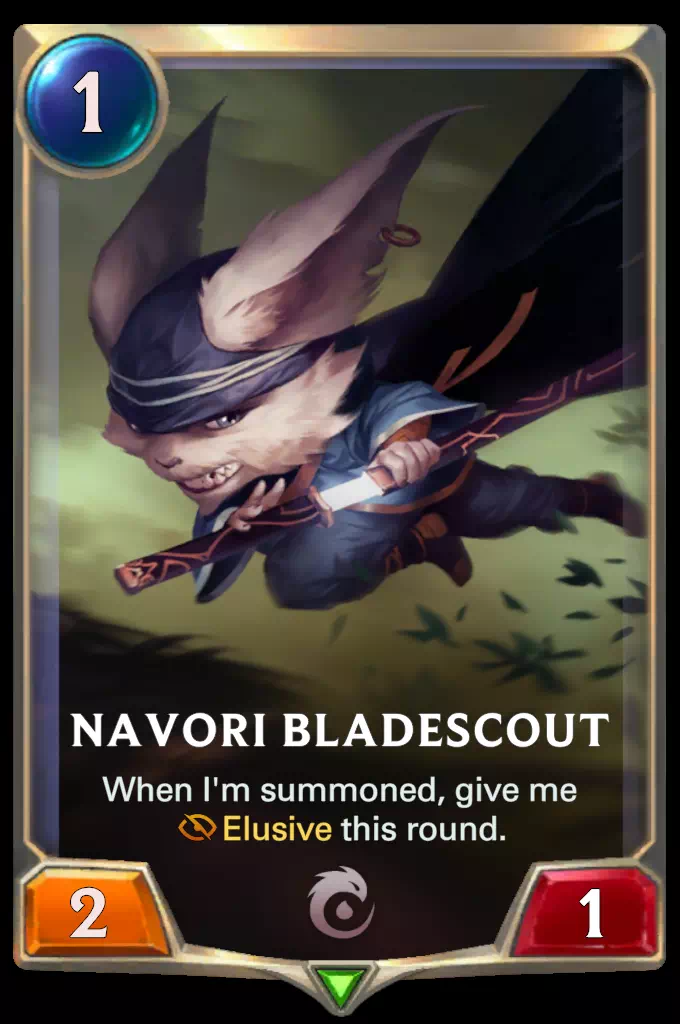 1
NAVORI BLADESCOUT
When I'm summoned, give me
Elusive this round.
2
1